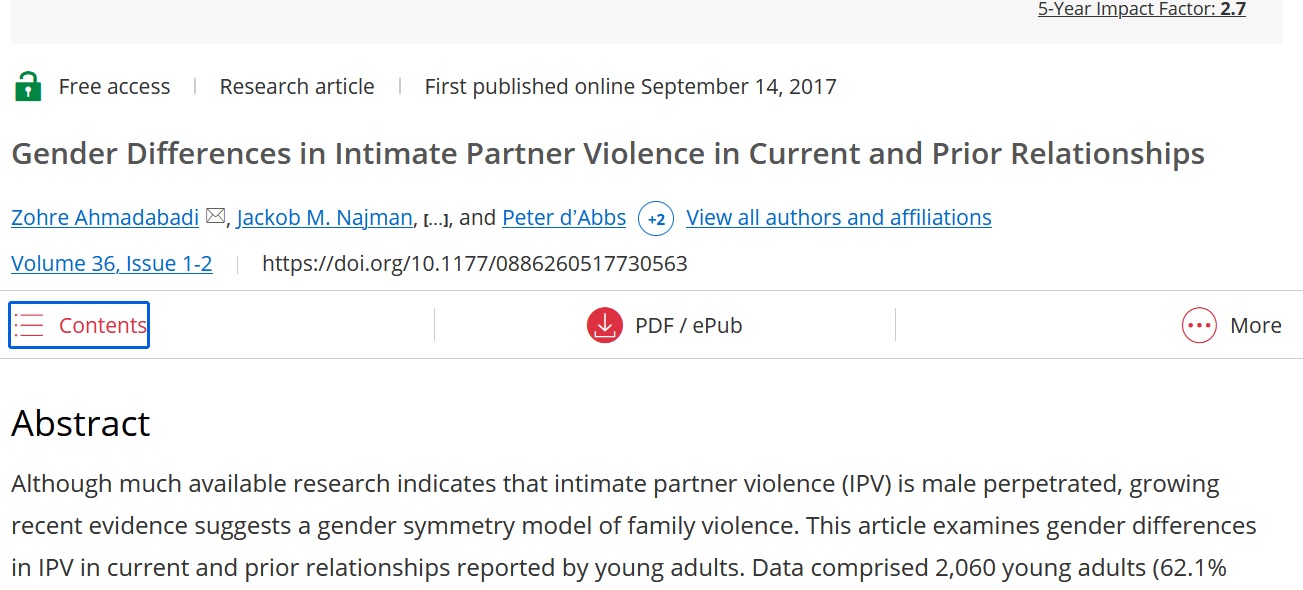 5-Year Impact Factor: 2.7
Free access | Research article | First published online September 14, 2017
Gender Differences in Intimate Partner Violence in Current and Prior Relationships
Zohre Ahmadabadi, Jackob M. Najman, [...], and Peter d’Abbs +2 View all authors and affiliations
Volume 36, Issue 1-2 | https://doi.org/10.1177/0886260517730563
Contents | PDF / ePub | More
Abstract
Although much available research indicates that intimate partner violence (IPV) is male perpetrated, growing
recent evidence suggests a gender symmetry model of family violence. This article examines gender differences
in IPV in current and prior relationships reported by young adults. Data comprised 2,060 young adults (62.1%